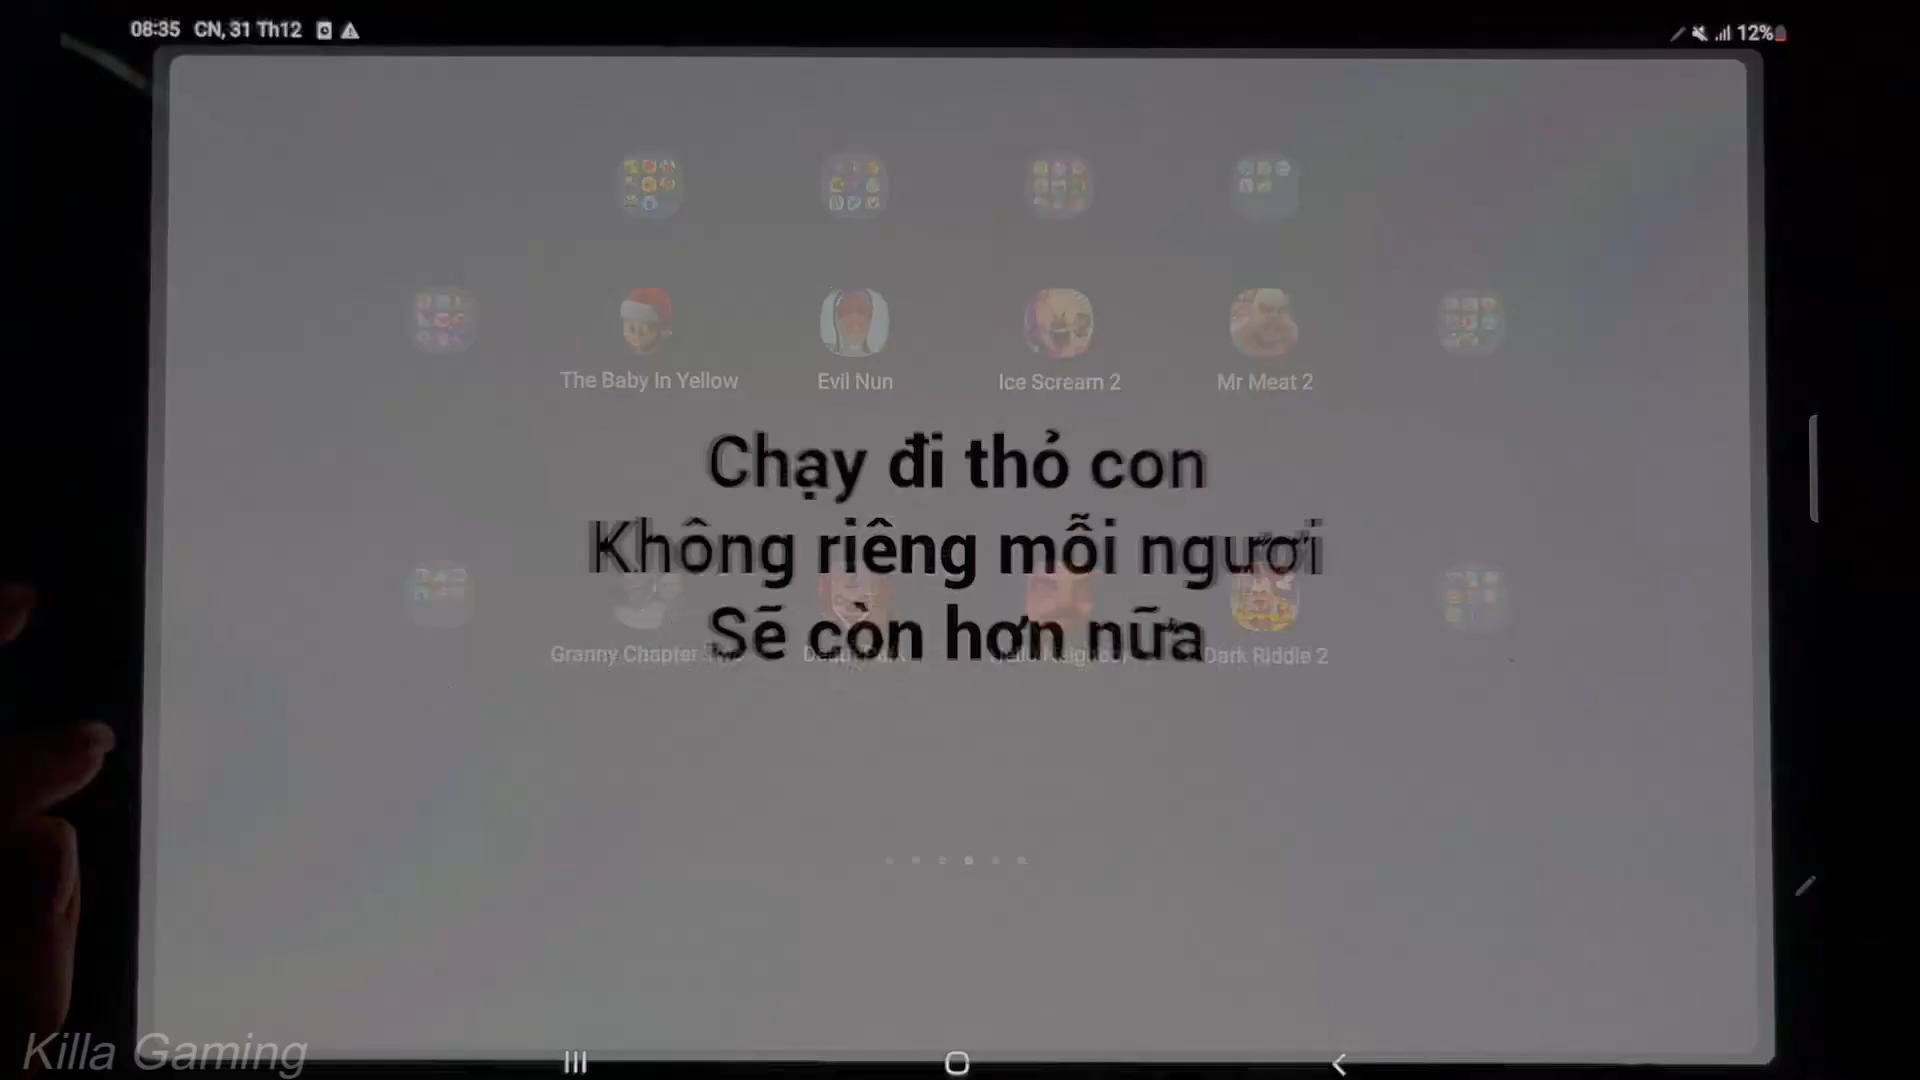 08:35 CN, 31 Th12
12%
The Baby In Yellow
Evil Nun
Ice Scream 2
Mr Meat 2
Chạy đi thỏ con
Không riêng mỗi ngươi
Sẽ còn hơn nữa
Granny Chapter
Dark Riddle 2
Killa Gaming